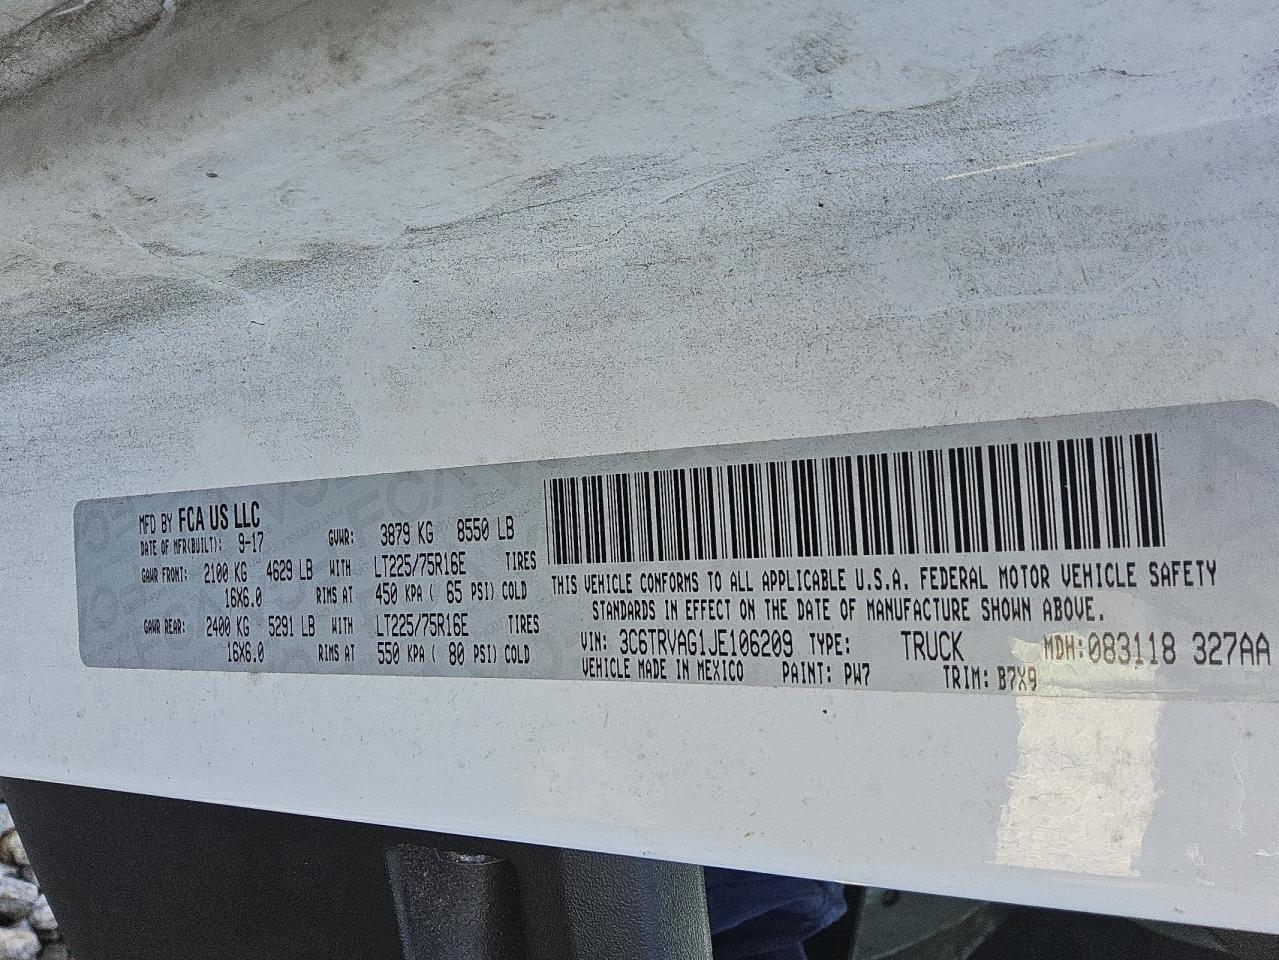 MFD BY FCA US LLC
DATE OF MFR(BUILT): 9-17 GVWR: 3879 KG 8550 LB
GAWR FRONT: 2100 KG 4629 LB WITH LT225/75R16E TIRES
16X6.0 RIMS AT 450 KPA ( 65 PSI) COLD
GAWR REAR: 2400 KG 5291 LB WITH LT225/75R16E TIRES
16X6.0 RIMS AT 550 KPA ( 80 PSI) COLD
THIS VEHICLE CONFORMS TO ALL APPLICABLE U.S.A. FEDERAL MOTOR VEHICLE SAFETY
STANDARDS IN EFFECT ON THE DATE OF MANUFACTURE SHOWN ABOVE.
VIN: 3C6TRVAG1JE106209 TYPE: TRUCK MDH:083118 327AA
VEHICLE MADE IN MEXICO PAINT: PW7 TRIM: B7X9